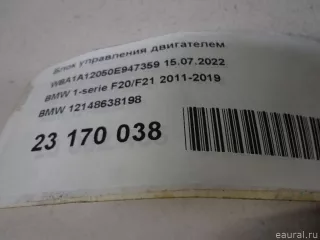 Блок управления двигателем
WBA1A12050E947359 15.07.2022
BMW 1-serie F20/F21 2011-2019
BMW 12148638198
23 170 038
eaural.ru